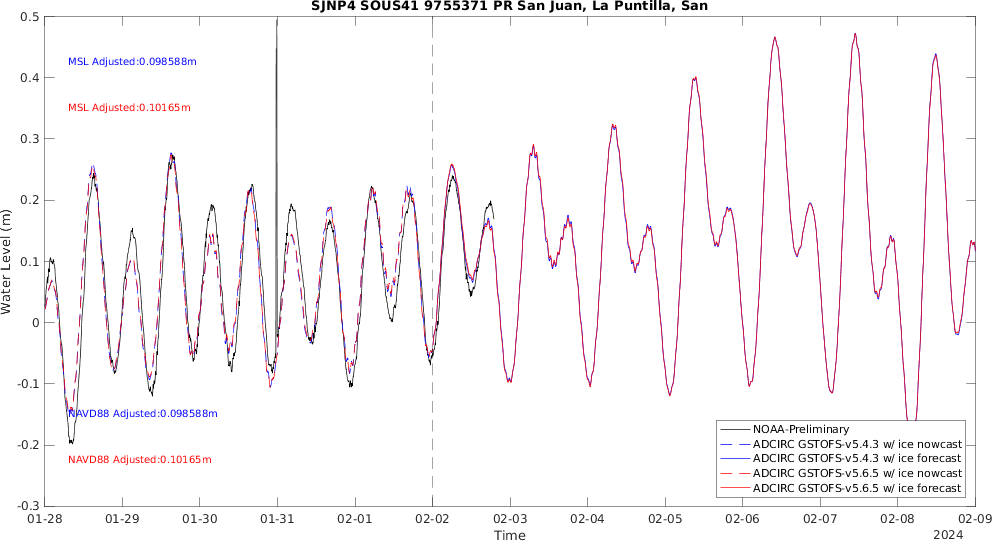 SJNP4 SOUS41 9755371 PR San Juan, La Puntilla, San
0.5
0.4
0.3
0.2
0.1
0
-0.1
-0.2
-0.3
Water Level (m)
MSL Adjusted:0.098588m
MSL Adjusted:0.10165m
NAVD88 Adjusted:0.098588m
NAVD88 Adjusted:0.10165m
NOAA-Preliminary
ADCIRC GSTOFS-v5.4.3 w/ ice nowcast
ADCIRC GSTOFS-v5.4.3 w/ ice forecast
ADCIRC GSTOFS-v5.6.5 w/ ice nowcast
ADCIRC GSTOFS-v5.6.5 w/ ice forecast
01-28 01-29 01-30 01-31 02-01 02-02 02-03 02-04 02-05 02-06 02-07 02-08 02-09
Time
2024